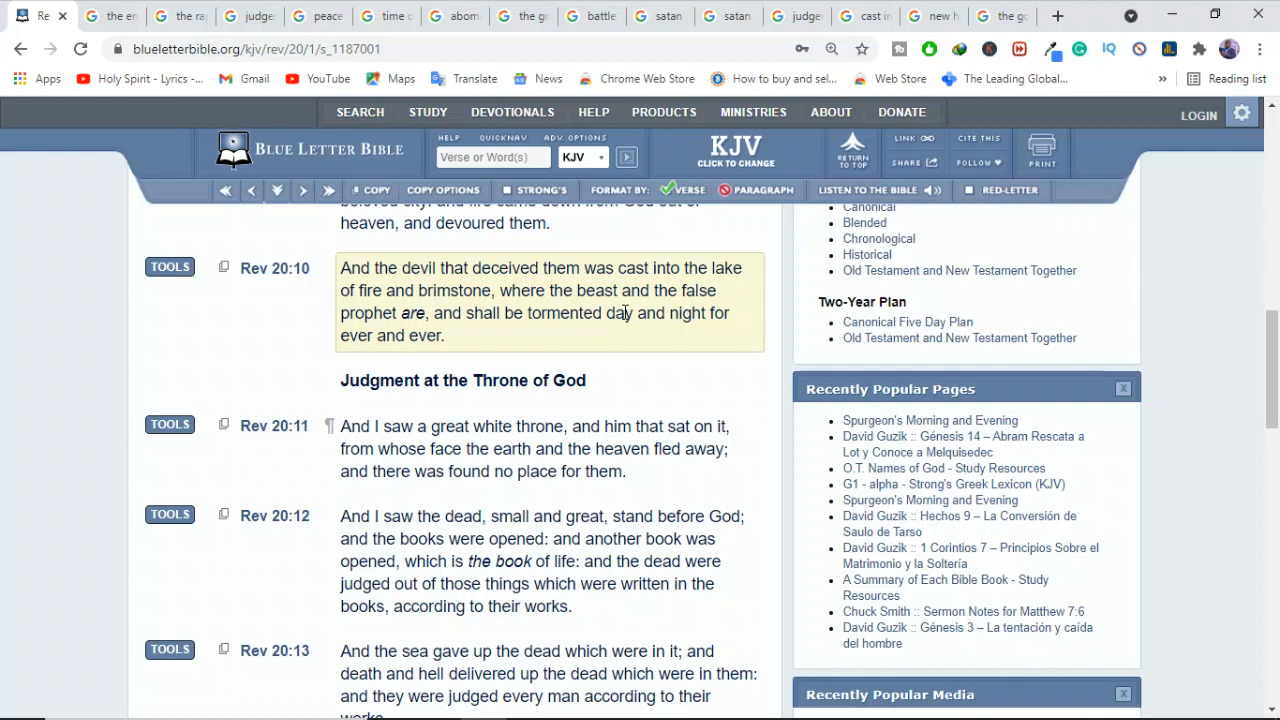 Re
the en
the ra
judger
peace
time o
abom
the gr
battle
satan
satan
judger
cast in
new h
the go
blueletterbible.org/kjv/rev/20/1/s_1187001
Apps
Holy Spirit - Lyrics -...
Gmail
YouTube
Maps
Translate
News
Chrome Web Store
How to buy and sel...
Web Store
The Leading Global...
»
Reading list
SEARCH
STUDY
DEVOTIONALS
HELP
PRODUCTS
MINISTRIES
ABOUT
DONATE
LOGIN
BLUE LETTER BIBLE
HELP
QUICKNAV
ADV. OPTIONS
Verse or Word(s)
KJV
KJV
CLICK TO CHANGE
RETURN
TO TOP
LINK
CITE THIS
SHARE
FOLLOW
PRINT
COPY
COPY OPTIONS
STRONG'S
FORMAT BY:
VERSE
PARAGRAPH
LISTEN TO THE BIBLE
RED-LETTER
heaven, and devoured them.
TOOLS
Rev 20:10
And the devil that deceived them was cast into the lake
of fire and brimstone, where the beast and the false
prophet are, and shall be tormented day and night for
ever and ever.
Judgment at the Throne of God
TOOLS
Rev 20:11
¶ And I saw a great white throne, and him that sat on it,
from whose face the earth and the heaven fled away;
and there was found no place for them.
TOOLS
Rev 20:12
And I saw the dead, small and great, stand before God;
and the books were opened: and another book was
opened, which is the book of life: and the dead were
judged out of those things which were written in the
books, according to their works.
TOOLS
Rev 20:13
And the sea gave up the dead which were in it; and
death and hell delivered up the dead which were in them:
and they were judged every man according to their
works.
Canonical
Blended
Chronological
Historical
Old Testament and New Testament Together
Two-Year Plan
Canonical Five Day Plan
Old Testament and New Testament Together
Recently Popular Pages
Spurgeon's Morning and Evening
David Guzik :: Génesis 14 – Abram Rescata a
Lot y Conoce a Melquisedec
O.T. Names of God - Study Resources
G1 - alpha - Strong's Greek Lexicon (KJV)
Spurgeon's Morning and Evening
David Guzik :: Hechos 9 – La Conversión de
Saulo de Tarso
David Guzik :: 1 Corintios 7 – Principios Sobre el
Matrimonio y la Soltería
A Summary of Each Bible Book - Study
Resources
Chuck Smith :: Sermon Notes for Matthew 7:6
David Guzik :: Génesis 3 – La tentación y caída
del hombre
Recently Popular Media